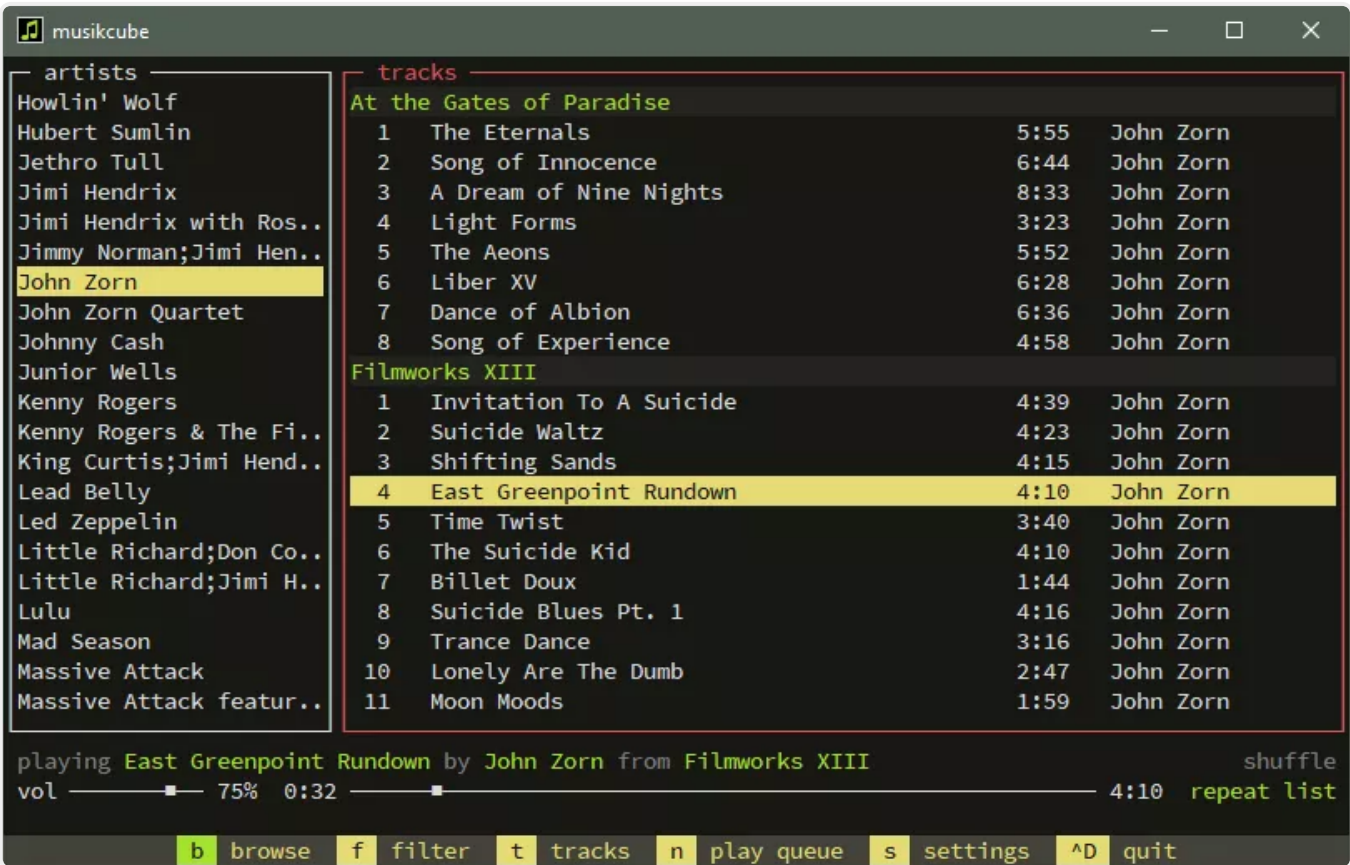 musikcube
artists
Howlin' Wolf
Hubert Sumlin
Jethro Tull
Jimi Hendrix
Jimi Hendrix with Ros..
Jimmy Norman;Jimi Hen..
John Zorn
John Zorn Quartet
Johnny Cash
Junior Wells
Kenny Rogers
Kenny Rogers & The Fi..
King Curtis;Jimi Hend..
Lead Belly
Led Zeppelin
Little Richard;Don Co..
Little Richard;Jimi H..
Lulu
Mad Season
Massive Attack
Massive Attack featur..
tracks
At the Gates of Paradise
1 The Eternals 5:55 John Zorn
2 Song of Innocence 6:44 John Zorn
3 A Dream of Nine Nights 8:33 John Zorn
4 Light Forms 3:23 John Zorn
5 The Aeons 5:52 John Zorn
6 Liber XV 6:28 John Zorn
7 Dance of Albion 6:36 John Zorn
8 Song of Experience 4:58 John Zorn
Filmworks XIII
1 Invitation To A Suicide 4:39 John Zorn
2 Suicide Waltz 4:23 John Zorn
3 Shifting Sands 4:15 John Zorn
4 East Greenpoint Rundown 4:10 John Zorn
5 Time Twist 3:40 John Zorn
6 The Suicide Kid 4:10 John Zorn
7 Billet Doux 1:44 John Zorn
8 Suicide Blues Pt. 1 4:16 John Zorn
9 Trance Dance 3:16 John Zorn
10 Lonely Are The Dumb 2:47 John Zorn
11 Moon Moods 1:59 John Zorn
playing East Greenpoint Rundown by John Zorn from Filmworks XIII shuffle
vol 75% 0:32 4:10 repeat list
b browse f filter t tracks n play queue s settings ^D quit